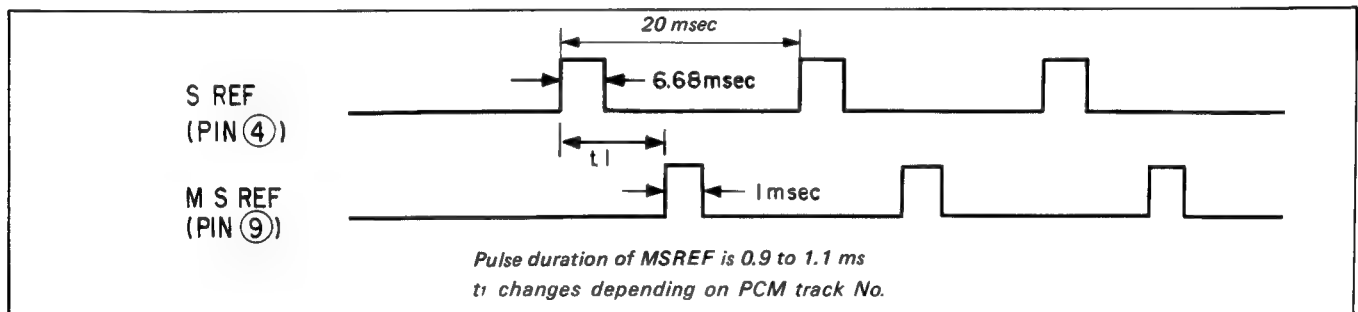 20 msec
6.68msec
S REF
(PIN ④)
t1
M S REF
(PIN ⑨)
1msec
Pulse duration of MSREF is 0.9 to 1.1 ms
t1 changes depending on PCM track No.